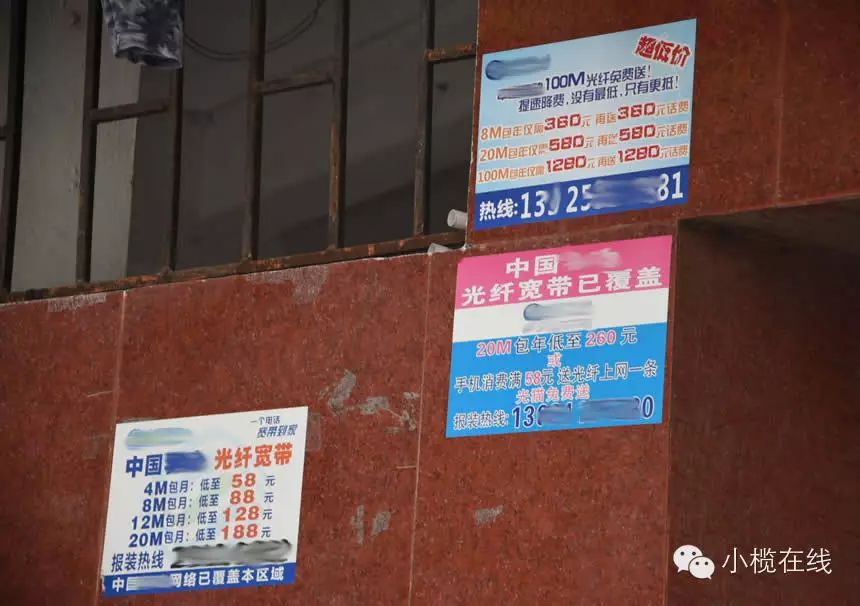 超低价
100M光纤免费送!
提速降费,没有最低,只有更抵!
8M包年仅需360元 再送360元话费
20M包年仅需580元 再送580元话费
100M包年仅需1280元 再送1280元话费
热线:13 25 81
中国
光纤宽带已覆盖
20M包年低至260元
或
手机消费满58元 送光纤上网一条
光猫免费送
报装热线:130 0
一个电话
宽带到家
中国 光纤宽带
4M包月:低至58元
8M包月:低至88元
12M包月:低至128元
20M包月:低至188元
报装热线
中 网络已覆盖本区域
小榄在线